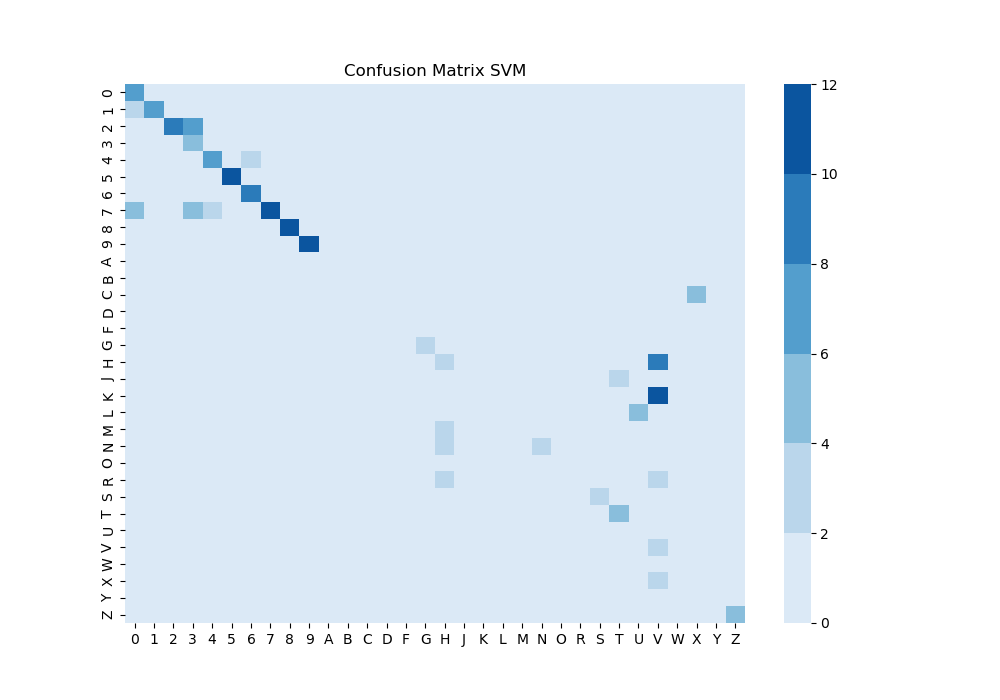 Confusion Matrix SVM
0
1
2
3
4
5
6
7
8
9
A
B
C
D
F
G
H
J
K
L
M
N
O
R
S
T
U
V
W
X
Y
Z
0 1 2 3 4 5 6 7 8 9 A B C D F G H J K L M N O R S T U V W X Y Z
12
10
8
6
4
2
0